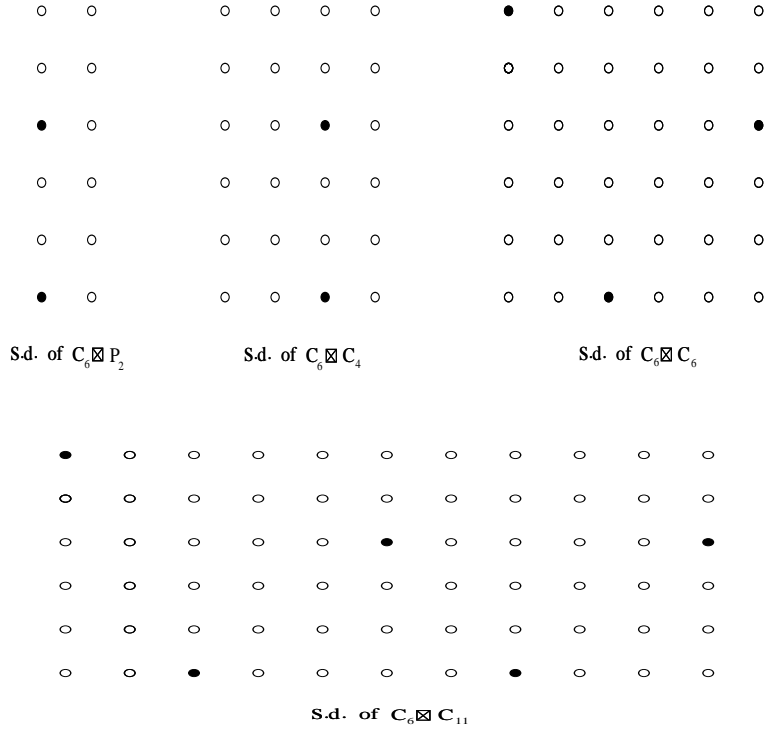 S.d. of C₆ ⊠ P₂
S.d. of C₆ ⊠ C₄
S.d. of C₆ ⊠ C₆
S.d. of C₆ ⊠ C₁₁